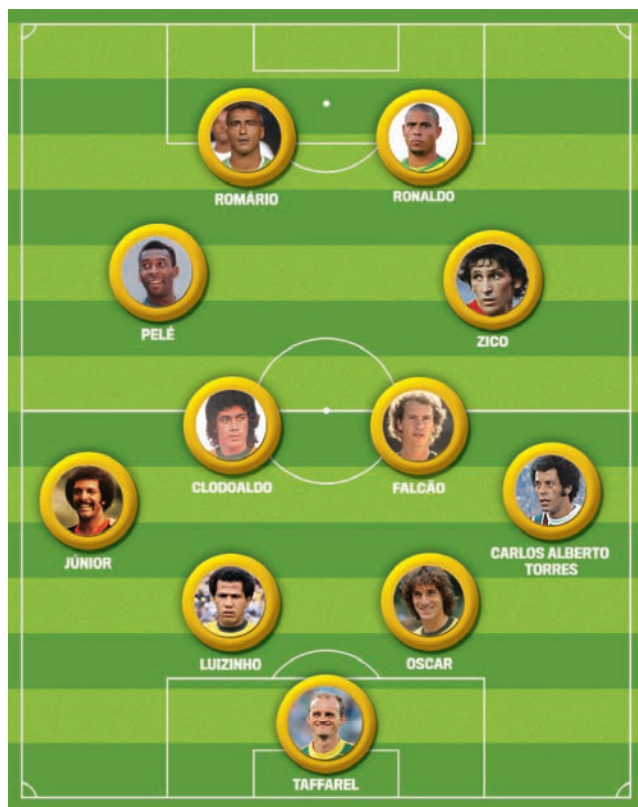 ROMÁRIO
RONALDO
PELÉ
ZICO
CLODOALDO
FALCÃO
JÚNIOR
CARLOS ALBERTO
TORRES
LUIZINHO
OSCAR
TAFFAREL